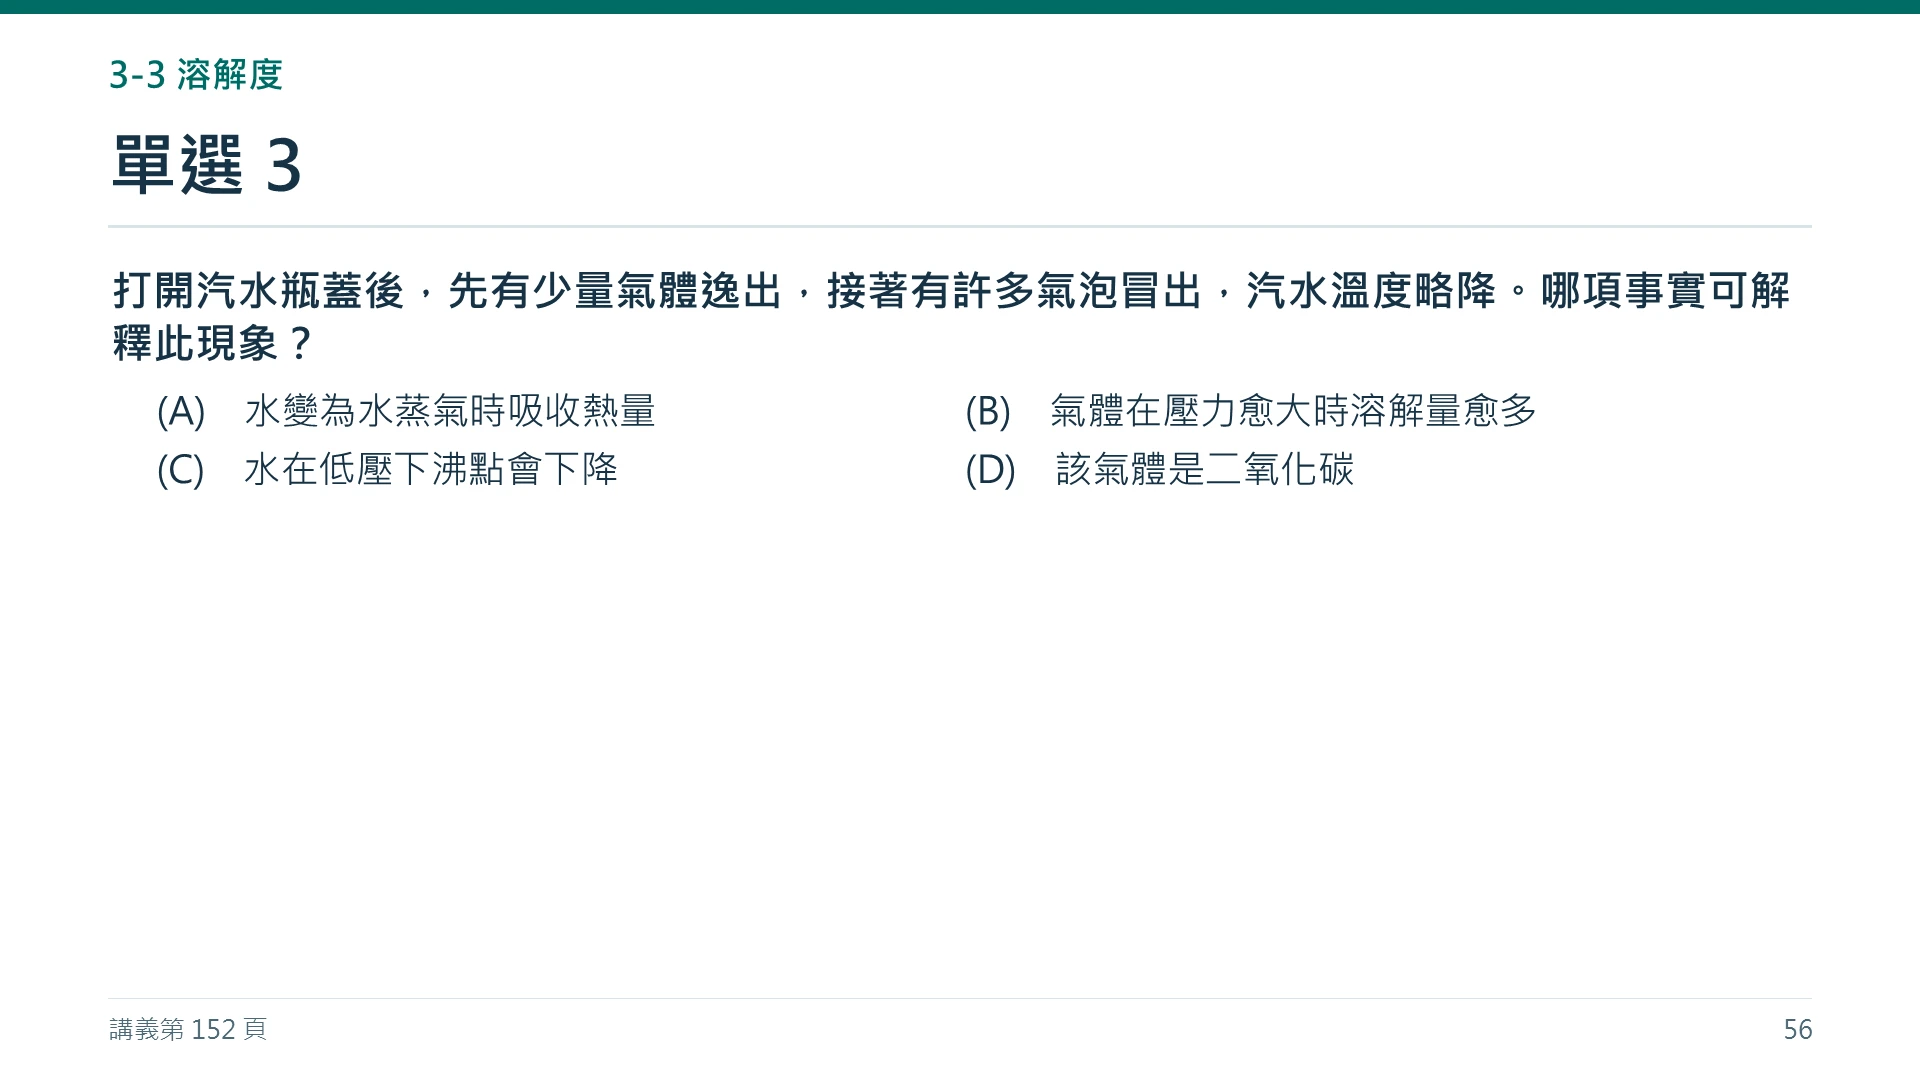 3-3 溶解度
單選 3
打開汽水瓶蓋後，先有少量氣體逸出，接著有許多氣泡冒出，汽水溫度略降。哪項事實可解
釋此現象？
(A) 水變為水蒸氣時吸收熱量
(B) 氣體在壓力愈大時溶解量愈多
(C) 水在低壓下沸點會下降
(D) 該氣體是二氧化碳
講義第 152 頁
56